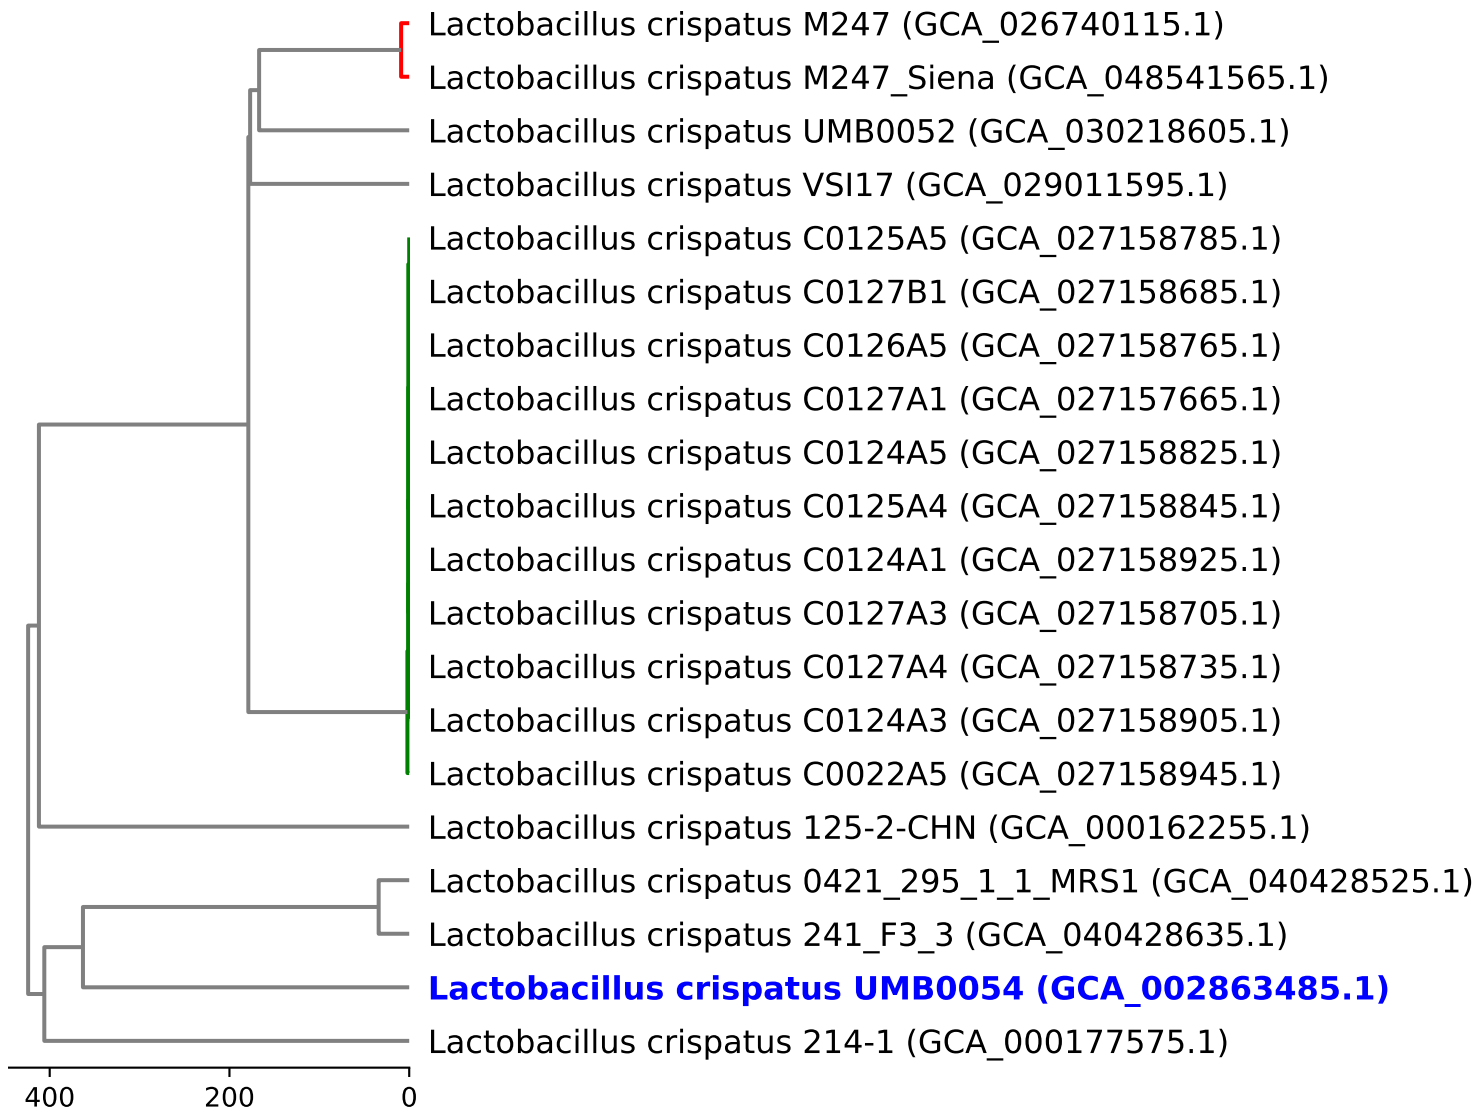 Lactobacillus crispatus M247 (GCA_026740115.1)
Lactobacillus crispatus M247_Siena (GCA_048541565.1)
Lactobacillus crispatus UMB0052 (GCA_030218605.1)
Lactobacillus crispatus VSI17 (GCA_029011595.1)
Lactobacillus crispatus C0125A5 (GCA_027158785.1)
Lactobacillus crispatus C0127B1 (GCA_027158685.1)
Lactobacillus crispatus C0126A5 (GCA_027158765.1)
Lactobacillus crispatus C0127A1 (GCA_027157665.1)
Lactobacillus crispatus C0124A5 (GCA_027158825.1)
Lactobacillus crispatus C0125A4 (GCA_027158845.1)
Lactobacillus crispatus C0124A1 (GCA_027158925.1)
Lactobacillus crispatus C0127A3 (GCA_027158705.1)
Lactobacillus crispatus C0127A4 (GCA_027158735.1)
Lactobacillus crispatus C0124A3 (GCA_027158905.1)
Lactobacillus crispatus C0022A5 (GCA_027158945.1)
Lactobacillus crispatus 125-2-CHN (GCA_000162255.1)
Lactobacillus crispatus 0421_295_1_1_MRS1 (GCA_040428525.1)
Lactobacillus crispatus 241_F3_3 (GCA_040428635.1)
Lactobacillus crispatus UMB0054 (GCA_002863485.1)
Lactobacillus crispatus 214-1 (GCA_000177575.1)
400 200 0